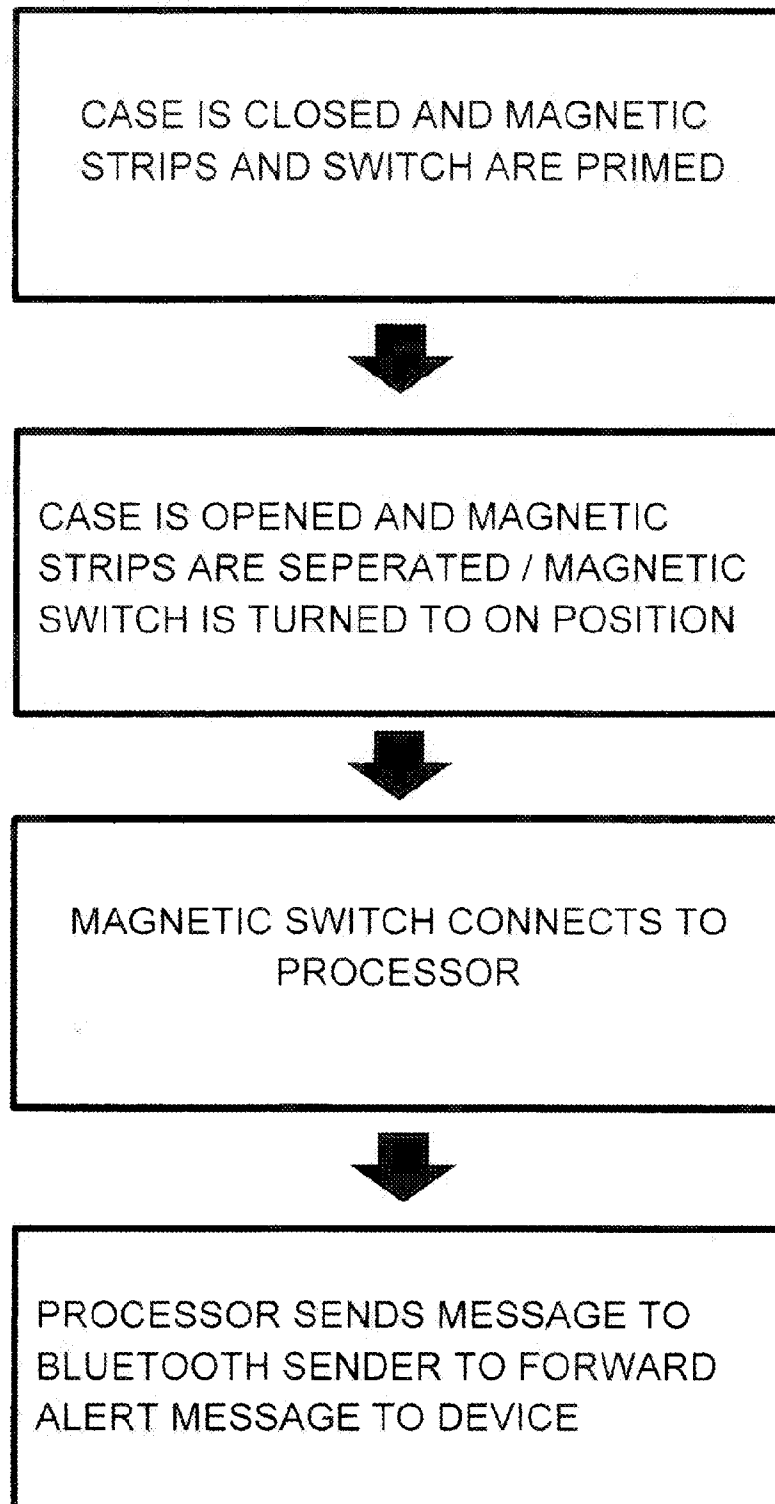 CASE IS CLOSED AND MAGNETIC
STRIPS AND SWITCH ARE PRIMED
CASE IS OPENED AND MAGNETIC
STRIPS ARE SEPERATED / MAGNETIC
SWITCH IS TURNED TO ON POSITION
MAGNETIC SWITCH CONNECTS TO
PROCESSOR
PROCESSOR SENDS MESSAGE TO
BLUETOOTH SENDER TO FORWARD
ALERT MESSAGE TO DEVICE